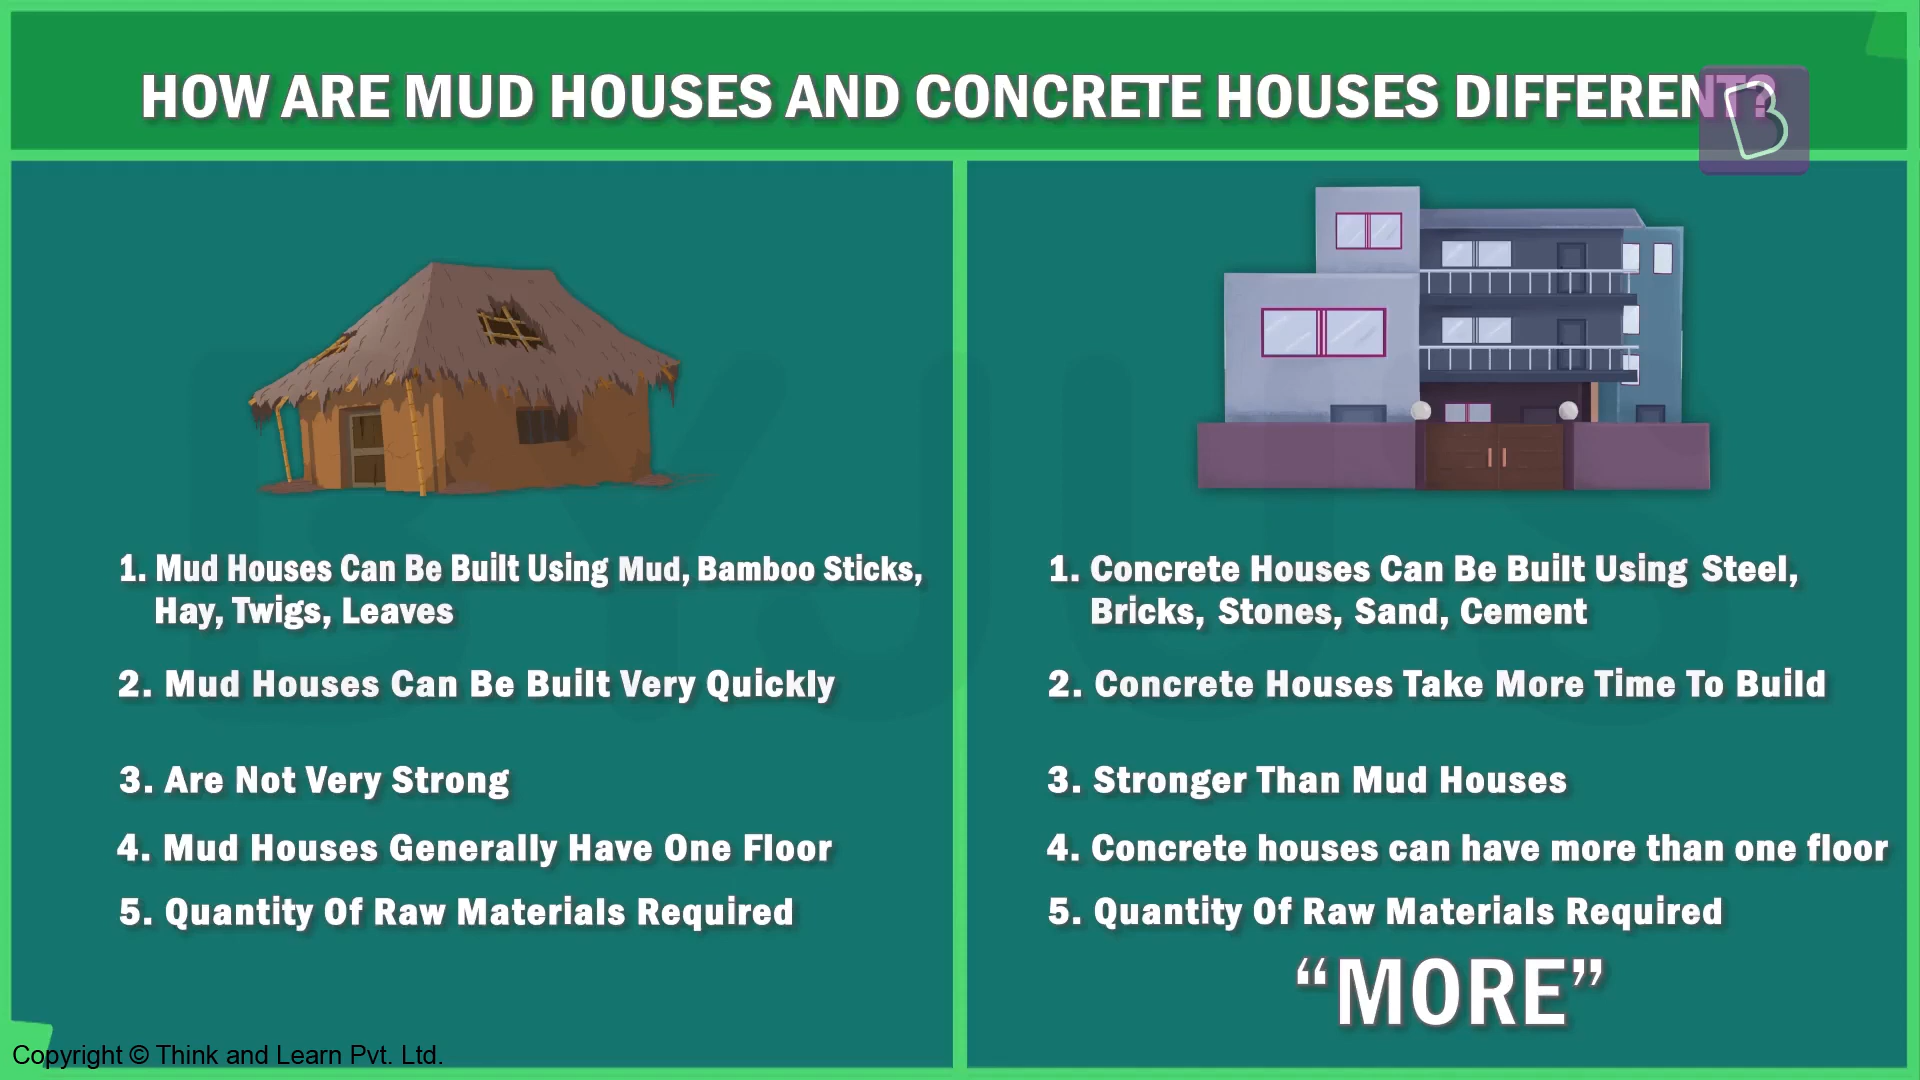 HOW ARE MUD HOUSES AND CONCRETE HOUSES DIFFERENT?
B
1. Mud Houses Can Be Built Using Mud, Bamboo Sticks,
Hay, Twigs, Leaves
2. Mud Houses Can Be Built Very Quickly
3. Are Not Very Strong
4. Mud Houses Generally Have One Floor
5. Quantity Of Raw Materials Required
1. Concrete Houses Can Be Built Using Steel,
Bricks, Stones, Sand, Cement
2. Concrete Houses Take More Time To Build
3. Stronger Than Mud Houses
4. Concrete houses can have more than one floor
5. Quantity Of Raw Materials Required
“MORE”
BYJU'S
Copyright © Think and Learn Pvt. Ltd.